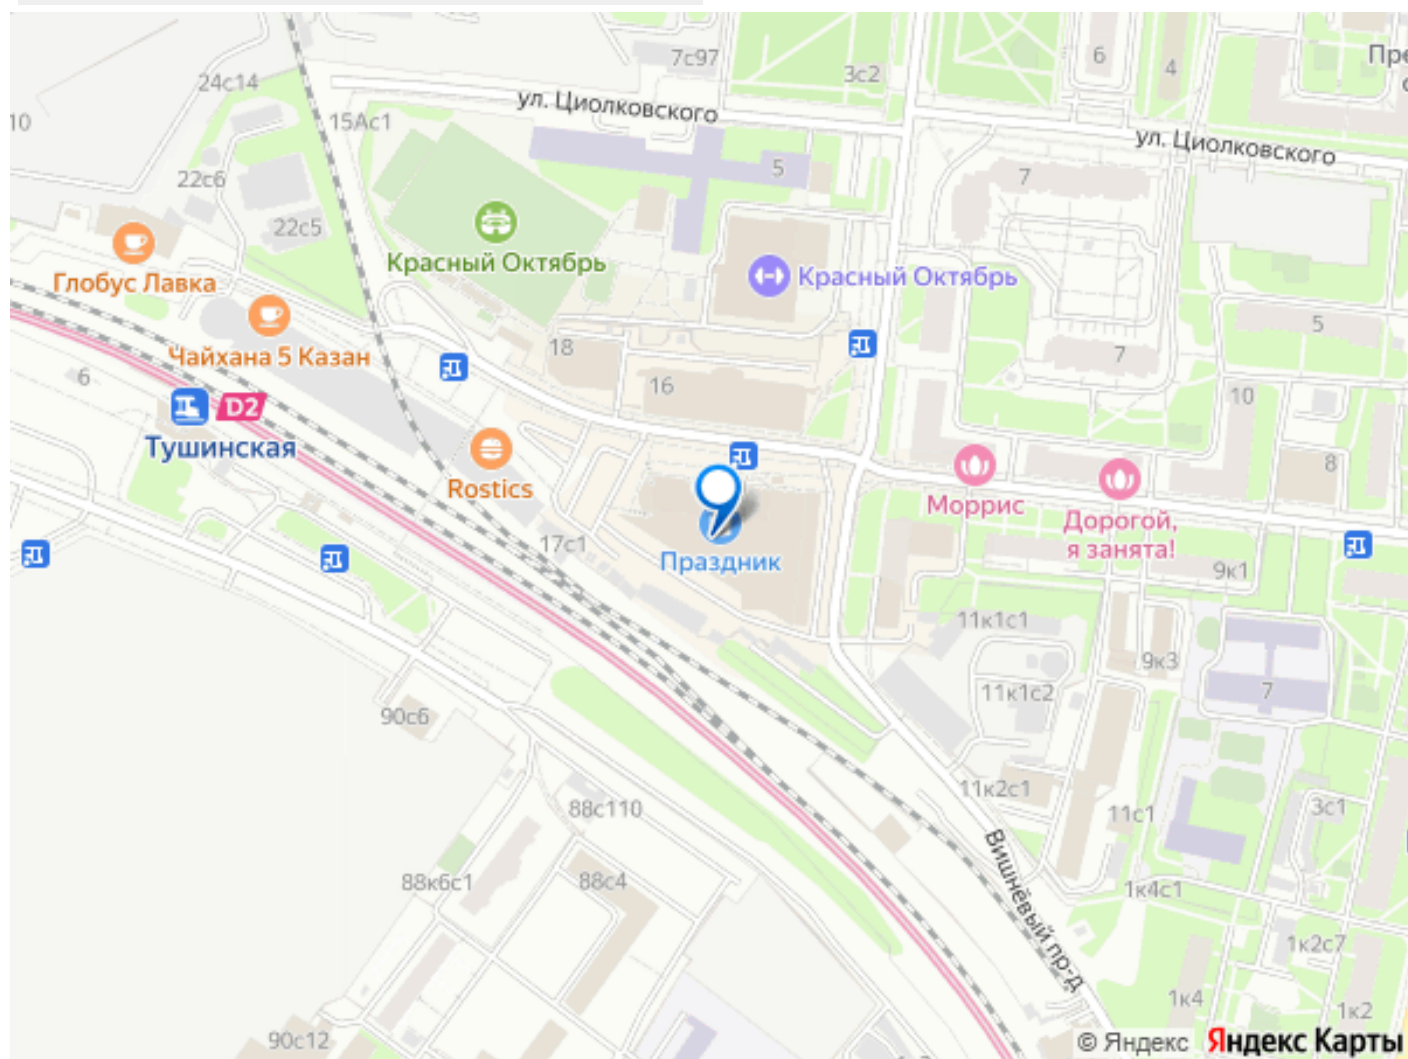 7с97
6
4
3с2
Пре
с
24с14
ул. Циолковского
10
15Ас1
ул. Циолковского
5
22с6
7
22с5
Красный Октябрь
Красный Октябрь
Глобус Лавка
5
Чайхана 5 Казан
18
7
6
16
10
D2
Тушинская
8
Rostics
Моррис
Дорогой,
я занята!
17с1
Праздник
9к1
11к1с1
9к3
7
11к1с2
90с6
11к2с1
88с110
11с1
3с1
88к6с1
88с4
1к4с1
Вишнёвый пр-д
1к2с7
1к4
1к2
90с12
© Яндекс Яндекс Карты